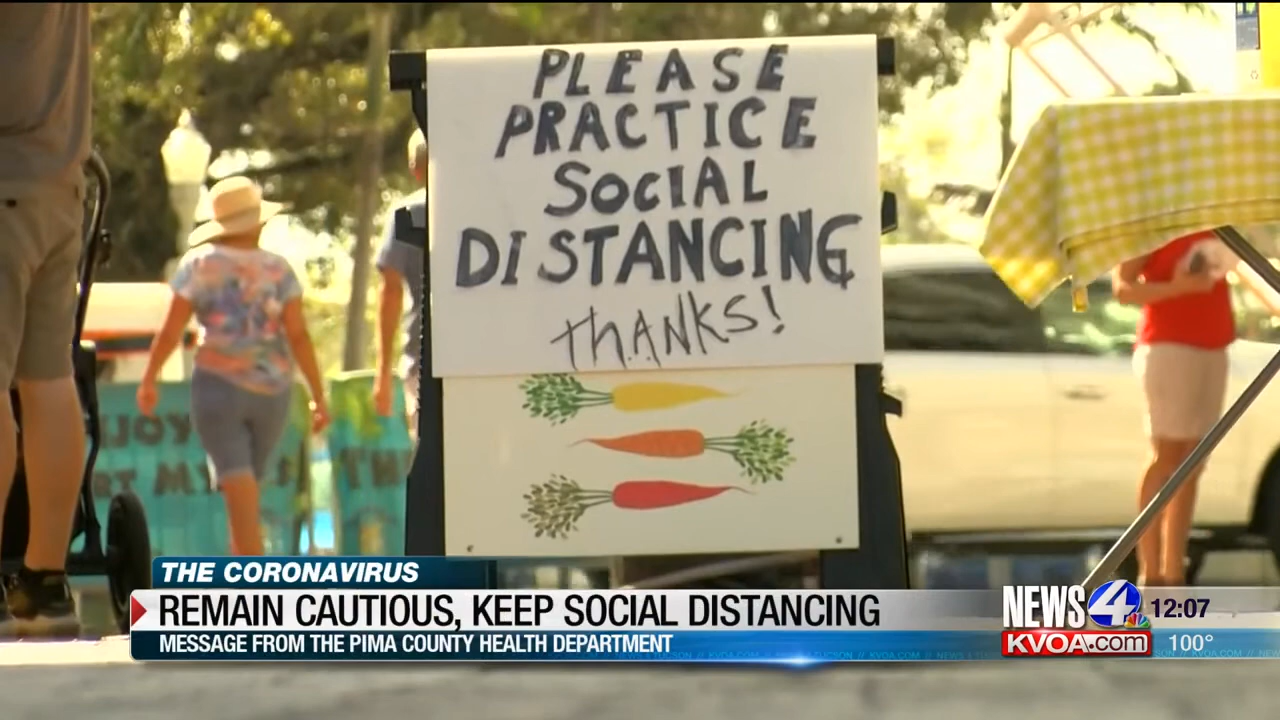 PLEASE
PRACTICE
SOCIAL
DISTANCING
THANKS!
THE CORONAVIRUS
REMAIN CAUTIOUS, KEEP SOCIAL DISTANCING
MESSAGE FROM THE PIMA COUNTY HEALTH DEPARTMENT
NEWS 4
12:07
KVOA.com
100°